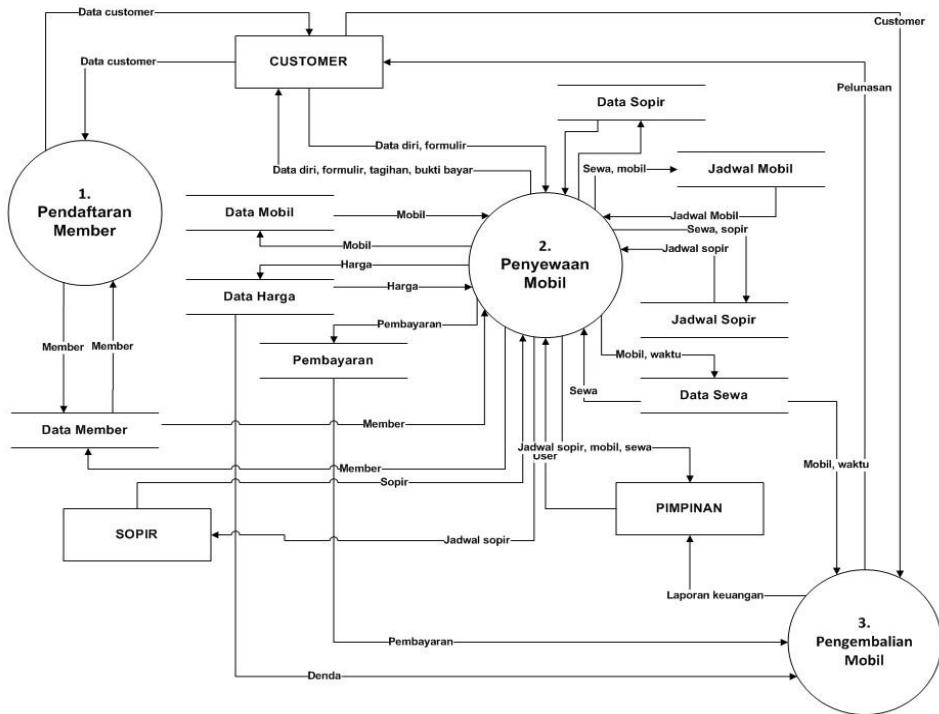 Data customer
Customer
CUSTOMER
Data customer
Pelunasan
Data Sopir
Data diri, formulir
Data diri, formulir, tagihan, bukti bayar
Sewa, mobil
Jadwal Mobil
1.
Pendaftaran
Member
Data Mobil
Mobil
Jadwal Mobil
Sewa, sopir
2.
Penyewaan
Mobil
Mobil
Jadwal sopir
Harga
Data Harga
Harga
Jadwal Sopir
Pembayaran
Member
Member
Pembayaran
Mobil, waktu
Sewa
Data Sewa
Data Member
Member
Jadwal sopir, mobil, sewa
User
Mobil, waktu
Member
Sopir
PIMPINAN
SOPIR
Jadwal sopir
Laporan keuangan
3.
Pengembalian
Mobil
Pembayaran
Denda